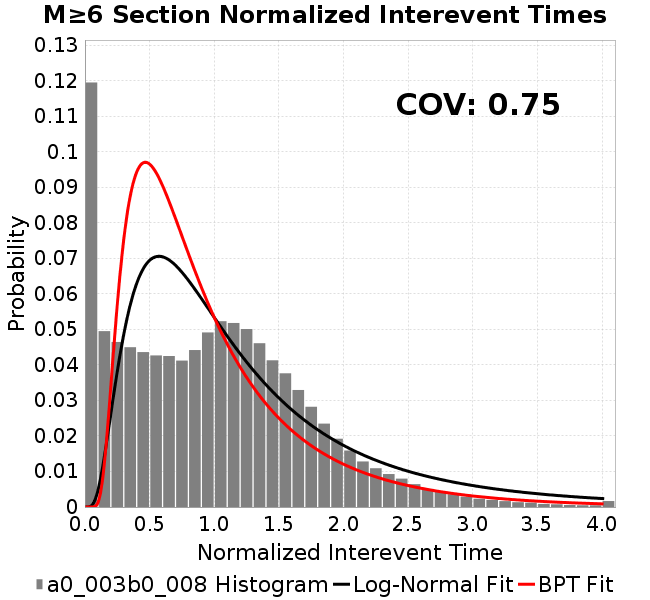 M≥6 Section Normalized Interevent Times
COV: 0.75
Probability
0.13
0.12
0.11
0.1
0.09
0.08
0.07
0.06
0.05
0.04
0.03
0.02
0.01
0
0.0 0.5 1.0 1.5 2.0 2.5 3.0 3.5 4.0
Normalized Interevent Time
a0_003b0_008 Histogram Log-Normal Fit BPT Fit